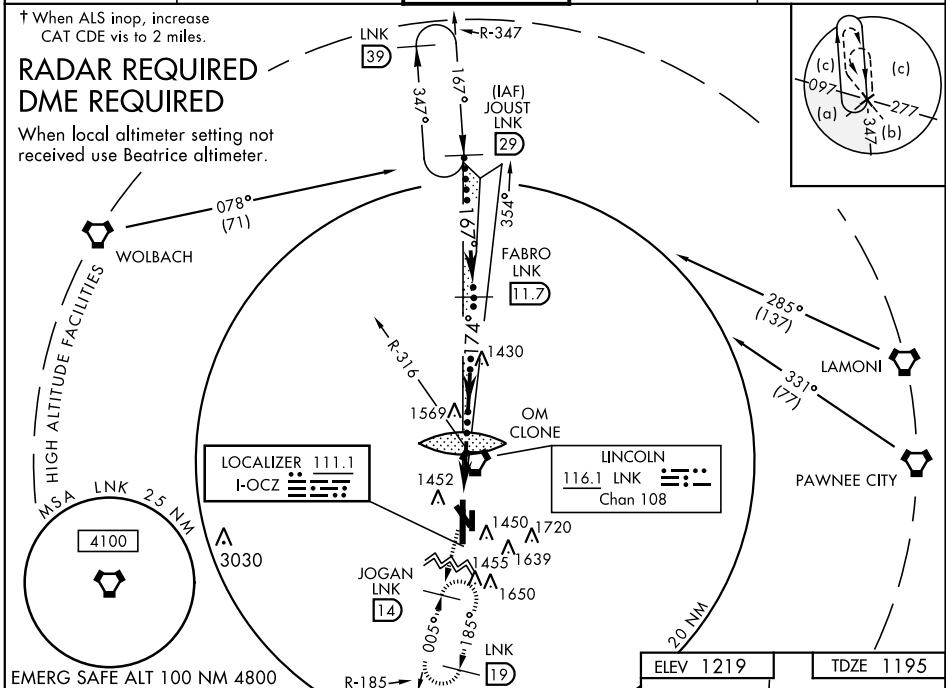 † When ALS inop, increase
CAT CDE vis to 2 miles.
RADAR REQUIRED
DME REQUIRED
When local altimeter setting not
received use Beatrice altimeter.
LNK
39
R-347
347°
167°
(IAF)
JOUST
LNK
29
(c)
(c)
097
277
(a)
(b)
347
078°
(71)
WOLBACH
167°
354°
FABRO
LNK
11.7
285°
(137)
LAMONI
R-316
174°
1430
331°
(77)
PAWNEE CITY
HIGH ALTITUDE FACILITIES
1569
OM
CLONE
LOCALIZER 111.1
I-OCZ
1452
LINCOLN
116.1 LNK
Chan 108
MSA LNK 25 NM
4100
3030
1450
1720
1455
1639
1650
JOGAN
LNK
14
005°
185°
LNK
19
R-185
20 NM
EMERG SAFE ALT 100 NM 4800
ELEV 1219
TDZE 1195